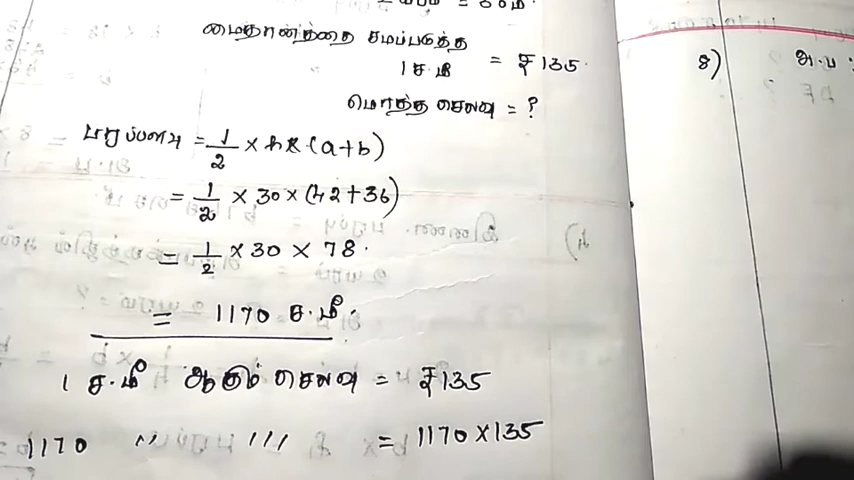 மைதானத்தை சமப்படுத்த
1 ச.மீ = ₹135.
மொத்த செலவு = ?
பரப்பளவு = 1/2 × h × (a+b)
= 1/2 × 30 × (42+36)
= 1/2 × 30 × 78.
= 1170 ச.மீ.
1 ச.மீ ஆகும் செலவு = ₹135
1170 〃 〃 = 1170 × 135
8) அ.ப :